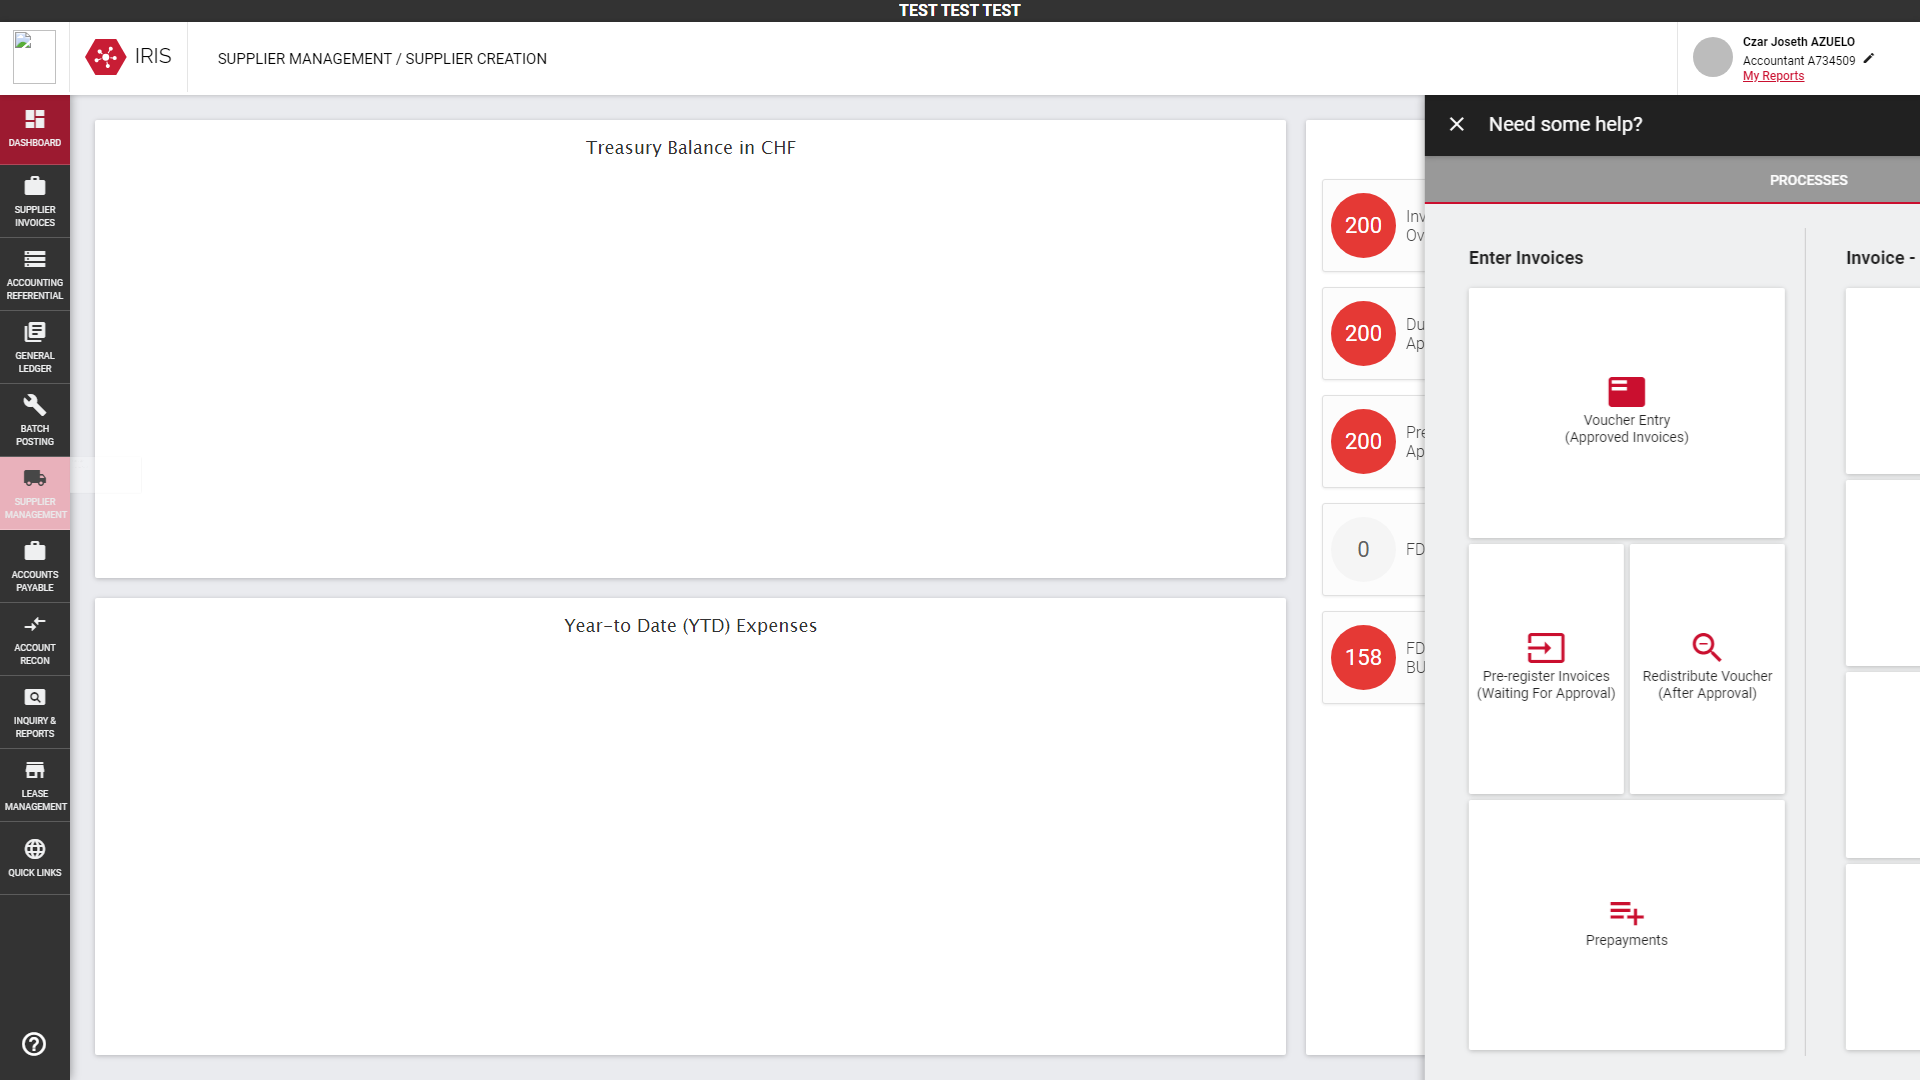 TEST TEST TEST
IRIS
SUPPLIER MANAGEMENT / SUPPLIER CREATION
Czar Joseth AZUELO
Accountant A734509
My Reports
DASHBOARD
SUPPLIER
INVOICES
ACCOUNTING
REFERENTIAL
GENERAL
LEDGER
BATCH
POSTING
SUPPLIER
MANAGEMENT
ACCOUNTS
PAYABLE
ACCOUNT
RECON
INQUIRY &
REPORTS
LEASE
MANAGEMENT
QUICK LINKS
Treasury Balance in CHF
Year-to Date (YTD) Expenses
200
Inv
Ov
200
Du
Ap
200
Pre
Ap
0
FD
158
FD
BU
Need some help?
PROCESSES
Enter Invoices
Voucher Entry
(Approved Invoices)
Pre-register Invoices
(Waiting For Approval)
Redistribute Voucher
(After Approval)
Prepayments
Invoice -